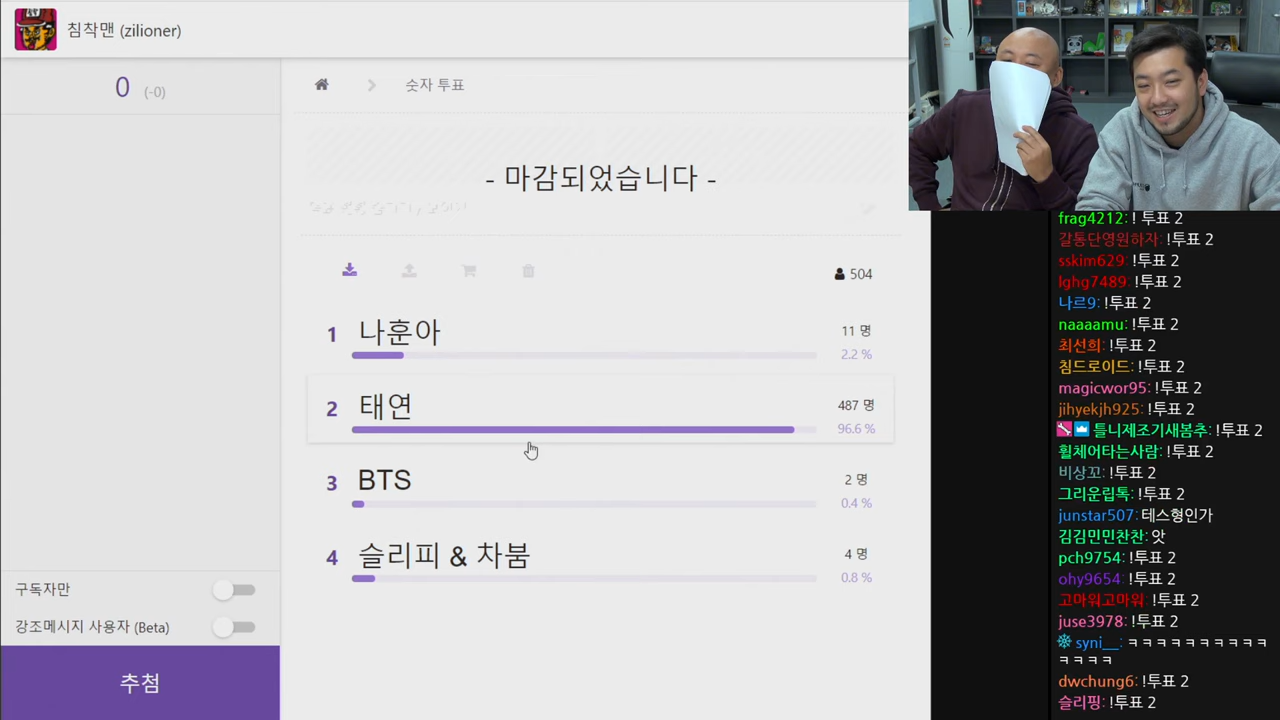 침착맨 (zilioner)
0 (-0)
숫자 투표
- 마감되었습니다 -
504
1 나훈아 11 명
2.2 %
2 태연 487 명
96.6 %
3 BTS 2 명
0.4 %
4 슬리피 & 차붐 4 명
0.8 %
구독자만
강조메시지 사용자 (Beta)
추첨
frag4212: ! 투표 2
갈통단영원하자: !투표 2
sskim629: !투표 2
lghg7489: !투표 2
나르9: !투표 2
naaaamu: !투표 2
최선희: !투표 2
침드로이드: !투표 2
magicwor95: !투표 2
jihyekjh925: !투표 2
틀니제조기새봄추: !투표 2
휠체어타는사람: !투표 2
비상꼬: !투표 2
그리운립톡: !투표 2
junstar507: 테스형인가
김김민민찬찬: 앗
pch9754: !투표 2
ohy9654: !투표 2
고마워고마워: !투표 2
juse3978: !투표 2
syni__: ㅋㅋㅋㅋㅋㅋㅋㅋㅋㅋ
ㅋㅋㅋㅋ
dwchung6: !투표 2
슬리핑: !투표 2